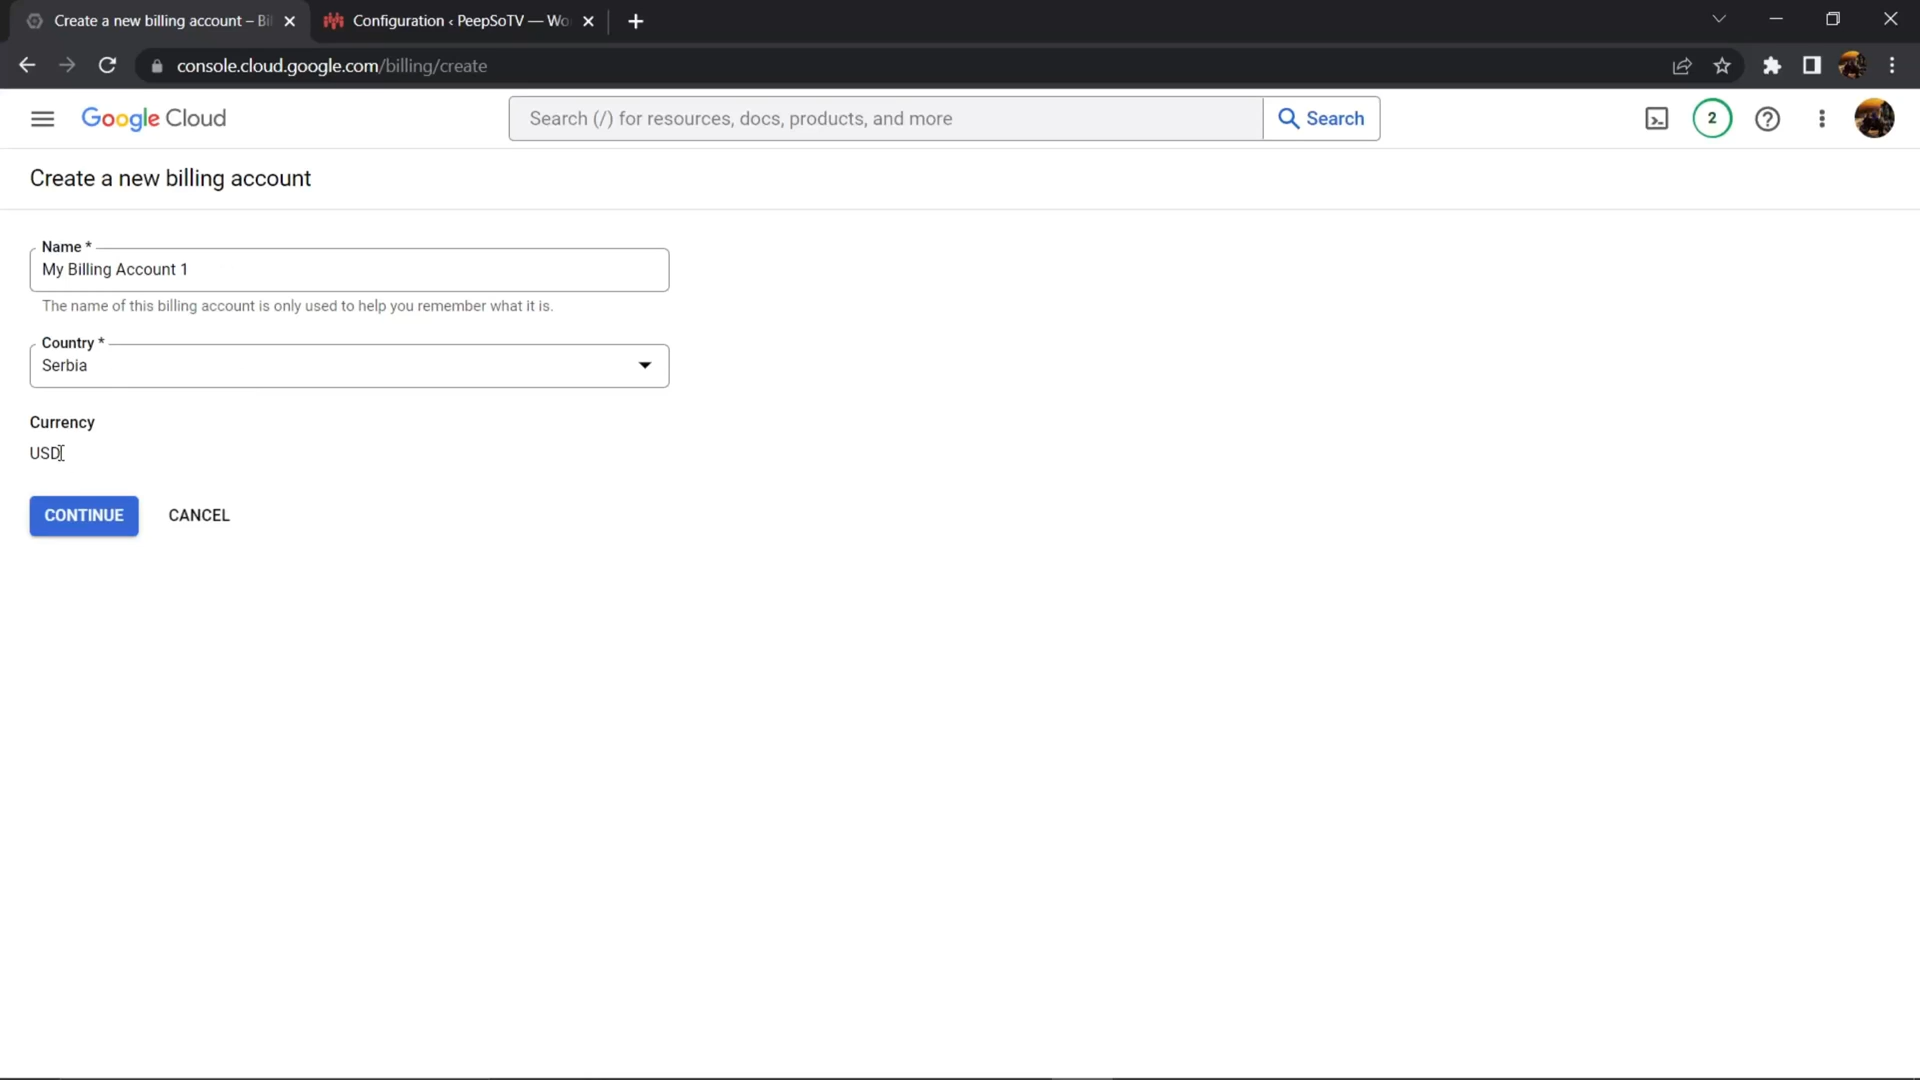 Create a new billing account – Bi
Configuration ‹ PeepSoTV — Wo
console.cloud.google.com/billing/create
Google Cloud
Search (/) for resources, docs, products, and more
Search
2
Create a new billing account
Name *
My Billing Account 1
The name of this billing account is only used to help you remember what it is.
Country *
Serbia
Currency
USD
CONTINUE CANCEL